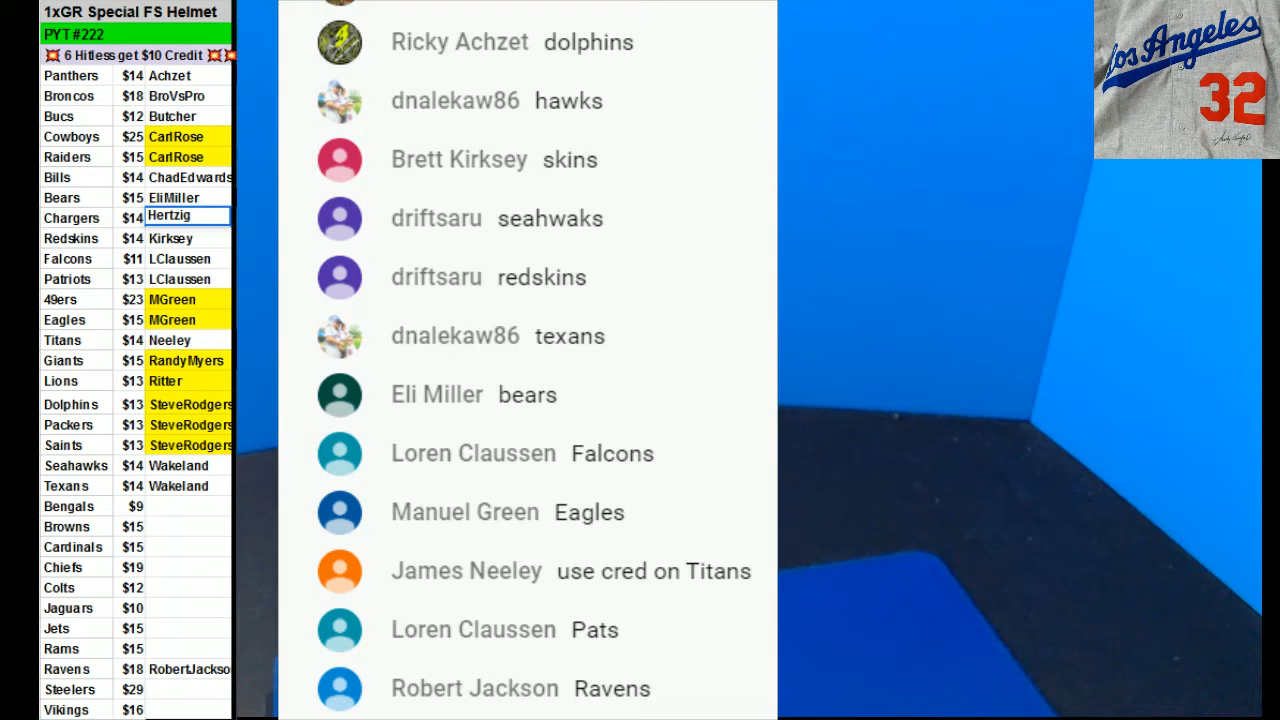 1xGR Special FS Helmet
PYT #222
💥 6 Hitless get $10 Credit 💥💥
Panthers $14 Achzet
Broncos $18 BroVsPro
Bucs $12 Butcher
Cowboys $25 CarlRose
Raiders $15 CarlRose
Bills $14 ChadEdwards
Bears $15 EliMiller
Chargers $14 Hertzig
Redskins $14 Kirksey
Falcons $11 LClaussen
Patriots $13 LClaussen
49ers $23 MGreen
Eagles $15 MGreen
Titans $14 Neeley
Giants $15 RandyMyers
Lions $13 Ritter
Dolphins $13 SteveRodgers
Packers $13 SteveRodgers
Saints $13 SteveRodgers
Seahawks $14 Wakeland
Texans $14 Wakeland
Bengals $9
Browns $15
Cardinals $15
Chiefs $19
Colts $12
Jaguars $10
Jets $15
Rams $15
Ravens $18 RobertJackso
Steelers $29
Vikings $16
Ricky Achzet dolphins
dnalekaw86 hawks
Brett Kirksey skins
driftsaru seahwaks
driftsaru redskins
dnalekaw86 texans
Eli Miller bears
Loren Claussen Falcons
Manuel Green Eagles
James Neeley use cred on Titans
Loren Claussen Pats
Robert Jackson Ravens
Los Angeles
32